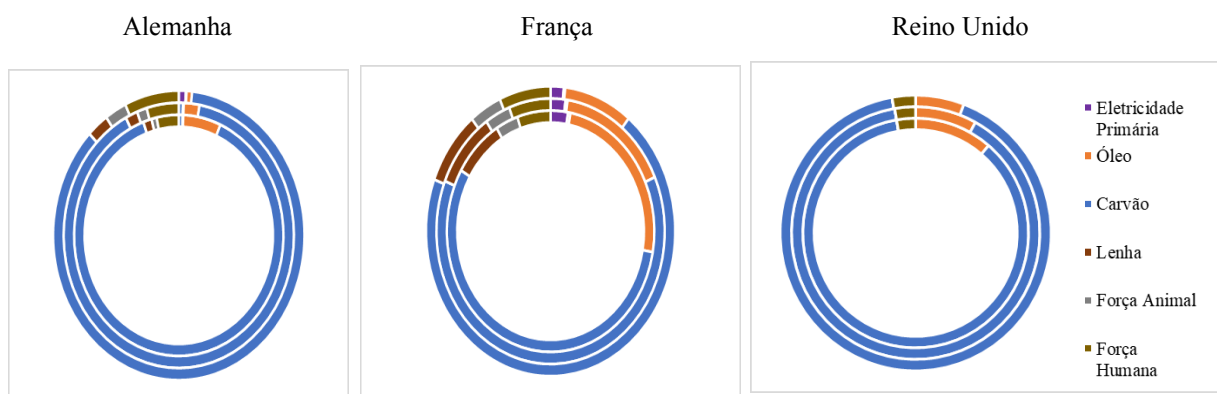 Alemanha
França
Reino Unido
Eletricidade
Primária
Óleo
Carvão
Lenha
Força Animal
Força
Humana